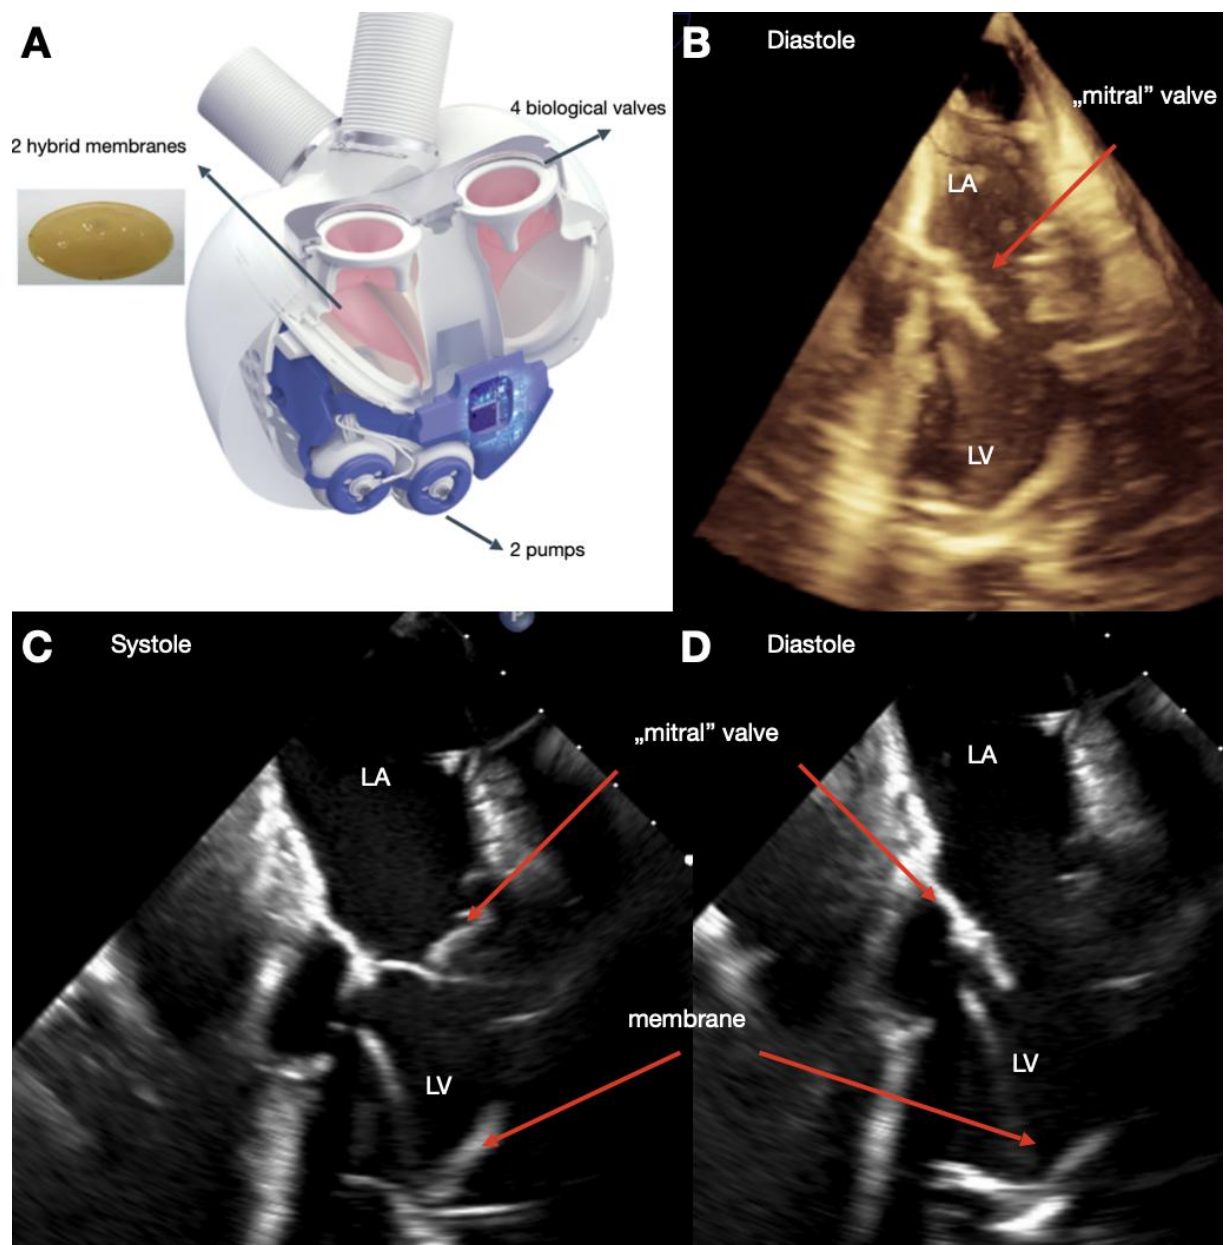 A
4 biological valves
2 hybrid membranes
2 pumps
B
Diastole
„mitral” valve
LA
LV
C
Systole
LA
„mitral” valve
membrane
LV
D
Diastole
LA
LV
P